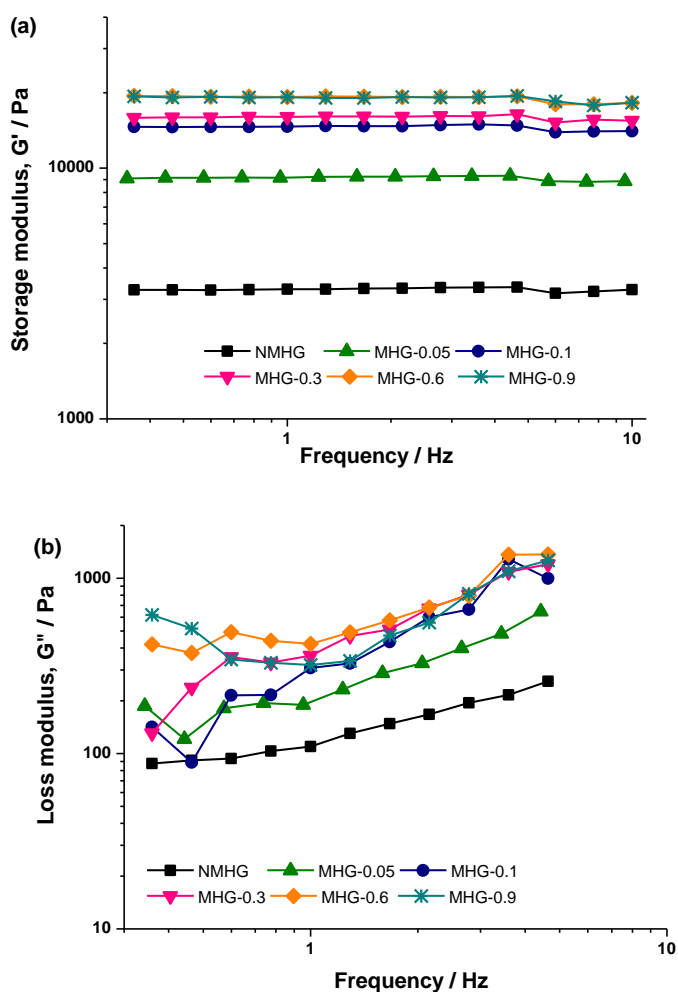 (a)
Storage modulus, G' / Pa
10000
1000
NMHG MHG-0.05 MHG-0.1
MHG-0.3 MHG-0.6 MHG-0.9
1 10
Frequency / Hz
(b)
Loss modulus, G" / Pa
1000
100
10
NMHG MHG-0.05 MHG-0.1
MHG-0.3 MHG-0.6 MHG-0.9
1 10
Frequency / Hz